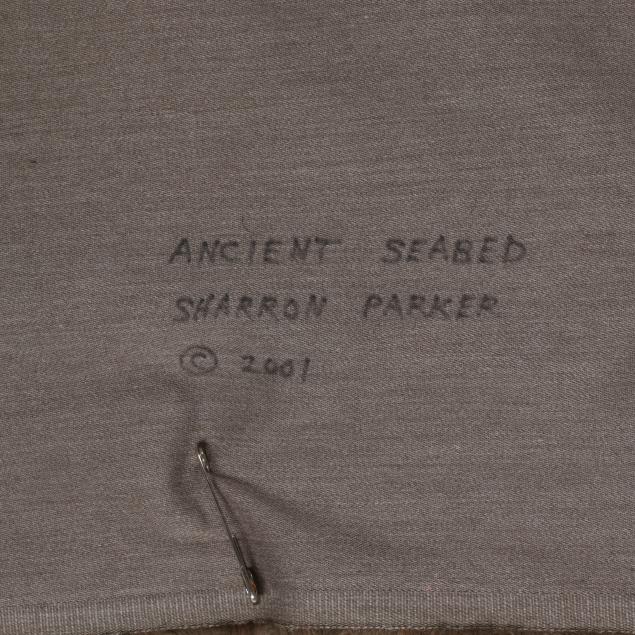 ANCIENT SEABED
SHARRON PARKER
© 2001